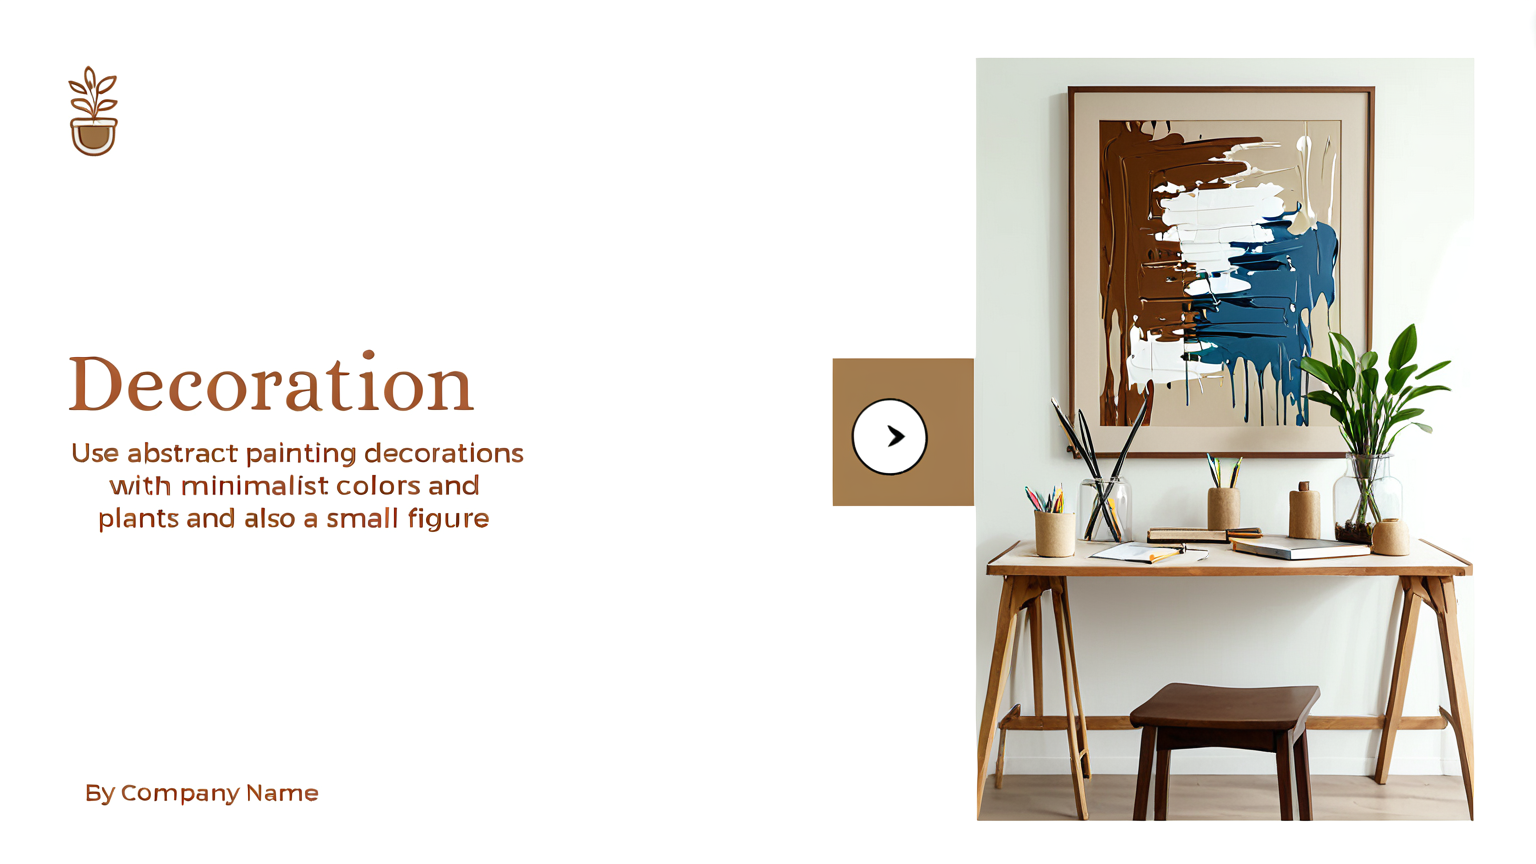 Decoration
Use abstract painting decorations
with minimalist colors and
plants and also a small figure
By Company Name